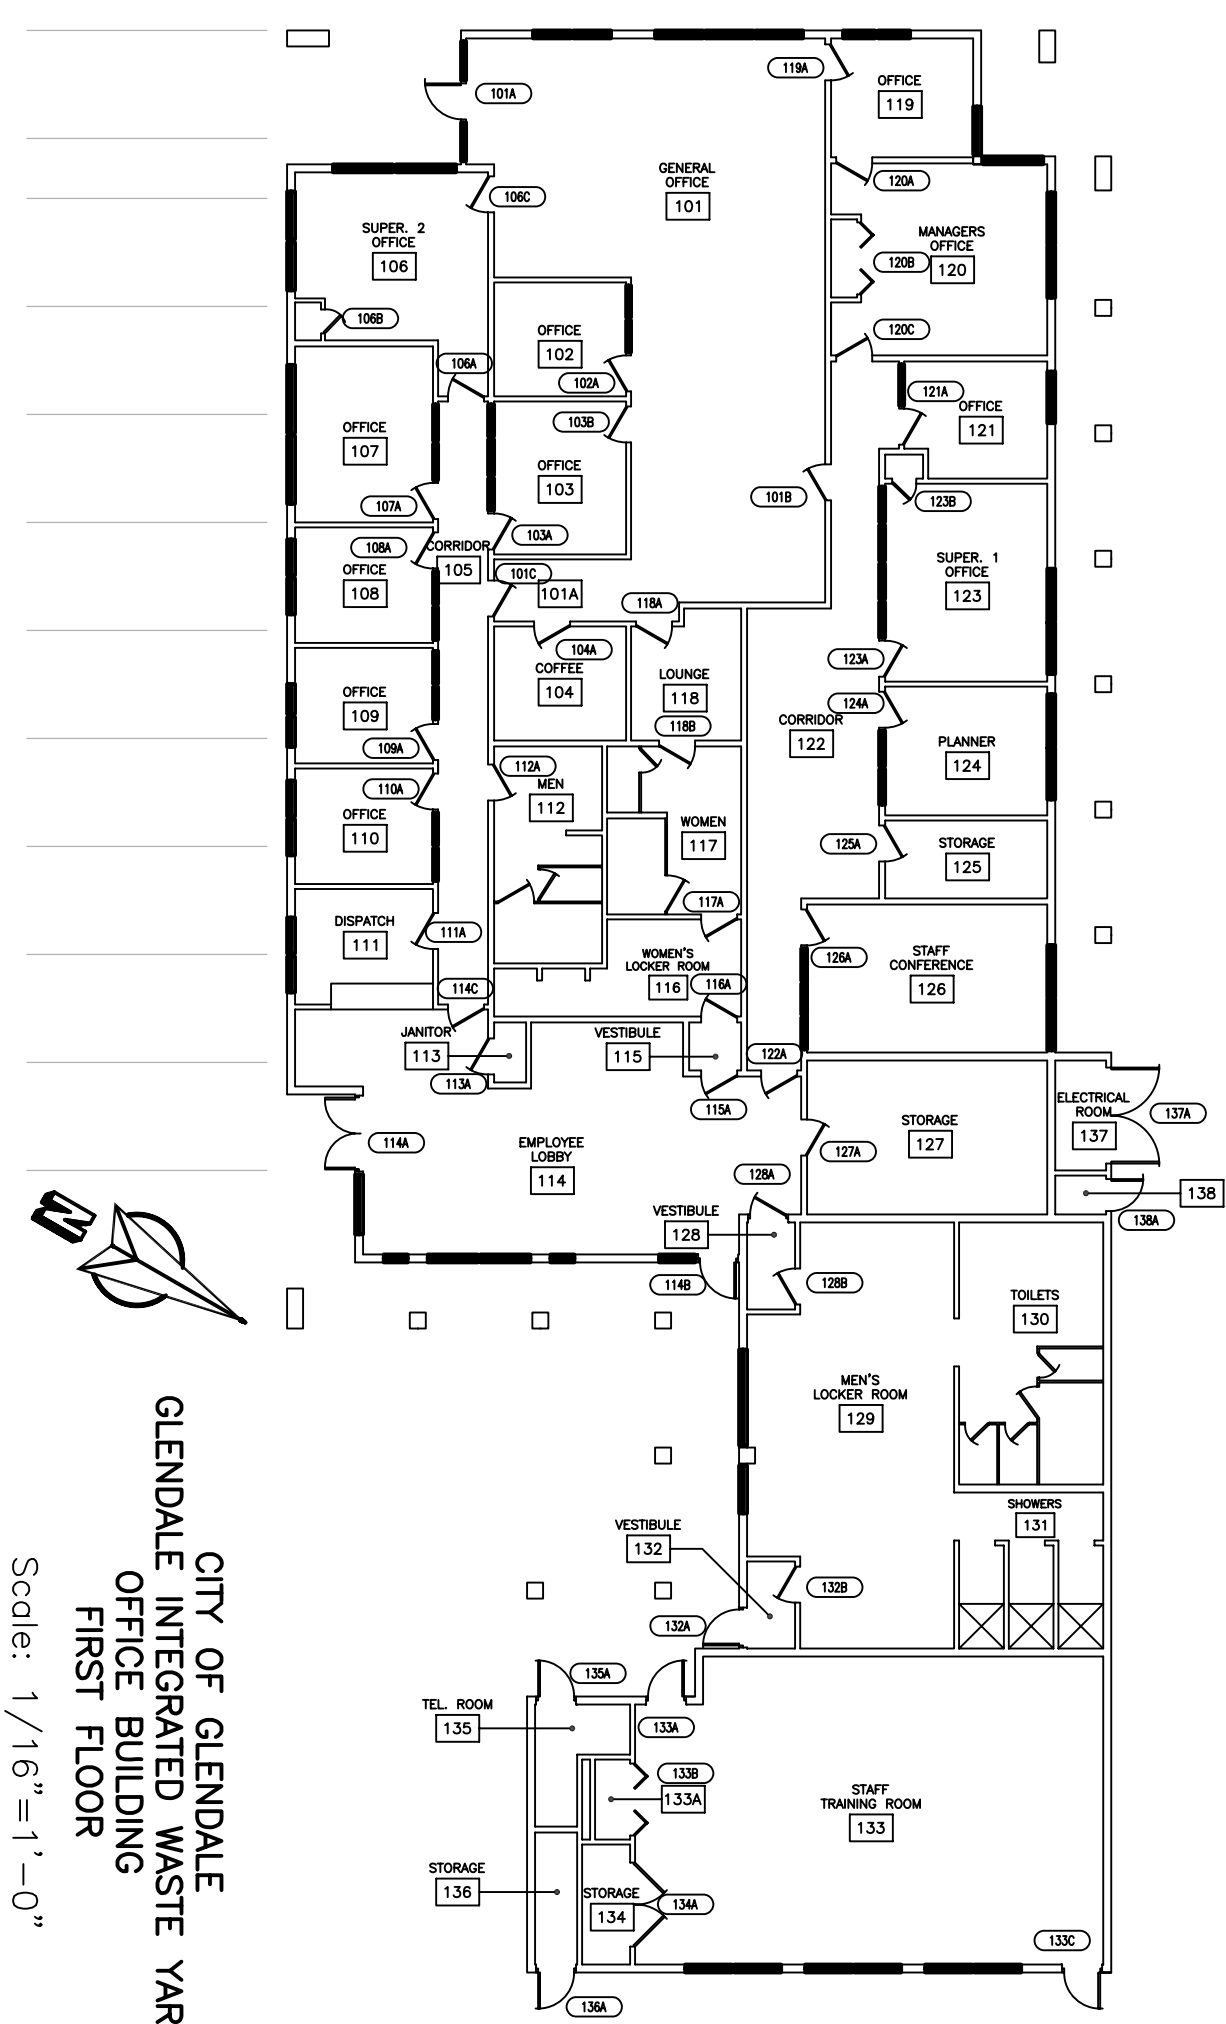 119A
OFFICE
119
101A
GENERAL
OFFICE
101
120A
106C
SUPER. 2
OFFICE
106
MANAGERS
OFFICE
120
120B
106B
120C
OFFICE
102
102A
106A
121A
OFFICE
121
103B
OFFICE
107
OFFICE
103
101B
107A
123B
103A
108A
CORRIDOR
105
OFFICE
108
101C
101A
118A
SUPER. 1
OFFICE
123
104A
123A
COFFEE
104
LOUNGE
118
118B
124A
OFFICE
109
CORRIDOR
122
PLANNER
124
109A
112A
MEN
112
110A
OFFICE
110
WOMEN
117
125A
STORAGE
125
117A
DISPATCH
111
111A
WOMEN'S
LOCKER ROOM
116
116A
126A
STAFF
CONFERENCE
126
114C
JANITOR
113
113A
VESTIBULE
115
115A
122A
ELECTRICAL
ROOM
137
137A
STORAGE
127
127A
114A
EMPLOYEE
LOBBY
114
128A
138
138A
VESTIBULE
128
128B
114B
TOILETS
130
MEN'S
LOCKER ROOM
129
SHOWERS
131
VESTIBULE
132
132B
132A
135A
TEL. ROOM
135
133A
133B
133A
STAFF
TRAINING ROOM
133
STORAGE
136
STORAGE
134
134A
133C
136A
N
CITY OF GLENDALE
GLENDALE INTEGRATED WASTE YAR
OFFICE BUILDING
FIRST FLOOR
Scale: 1/16"=1'-0"